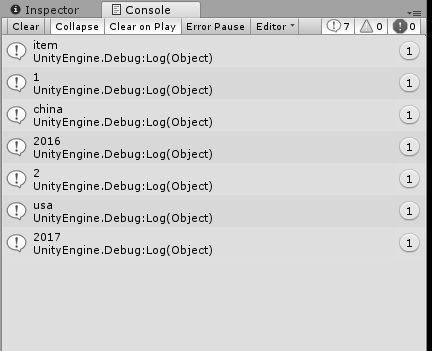 Inspector Console
Clear Collapse Clear on Play Error Pause Editor 7 0 0
item 1
UnityEngine.Debug:Log(Object)
1 1
UnityEngine.Debug:Log(Object)
china 1
UnityEngine.Debug:Log(Object)
2016 1
UnityEngine.Debug:Log(Object)
2 1
UnityEngine.Debug:Log(Object)
usa 1
UnityEngine.Debug:Log(Object)
2017 1
UnityEngine.Debug:Log(Object)